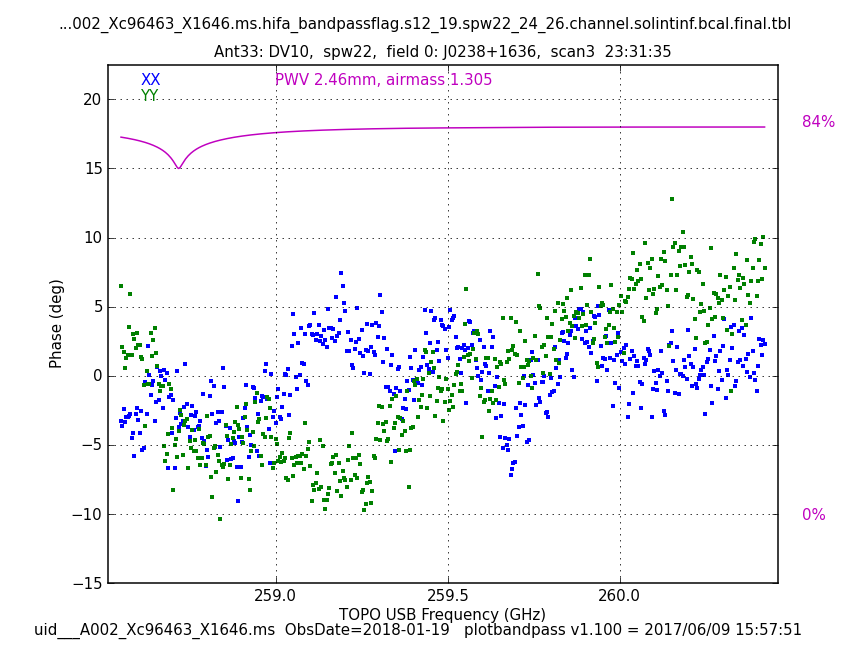 ...002_Xc96463_X1646.ms.hifa_bandpassflag.s12_19.spw22_24_26.channel.solintinf.bcal.final.tbl
Ant33: DV10,  spw22,  field 0: J0238+1636,  scan3  23:31:35
XX
PWV 2.46mm, airmass 1.305
YY
20
84%
15
10
5
0
−5
−10
0%
−15
Phase (deg)
259.0
259.5
260.0
TOPO USB Frequency (GHz)
uid___A002_Xc96463_X1646.ms  ObsDate=2018-01-19   plotbandpass v1.100 = 2017/06/09 15:57:51